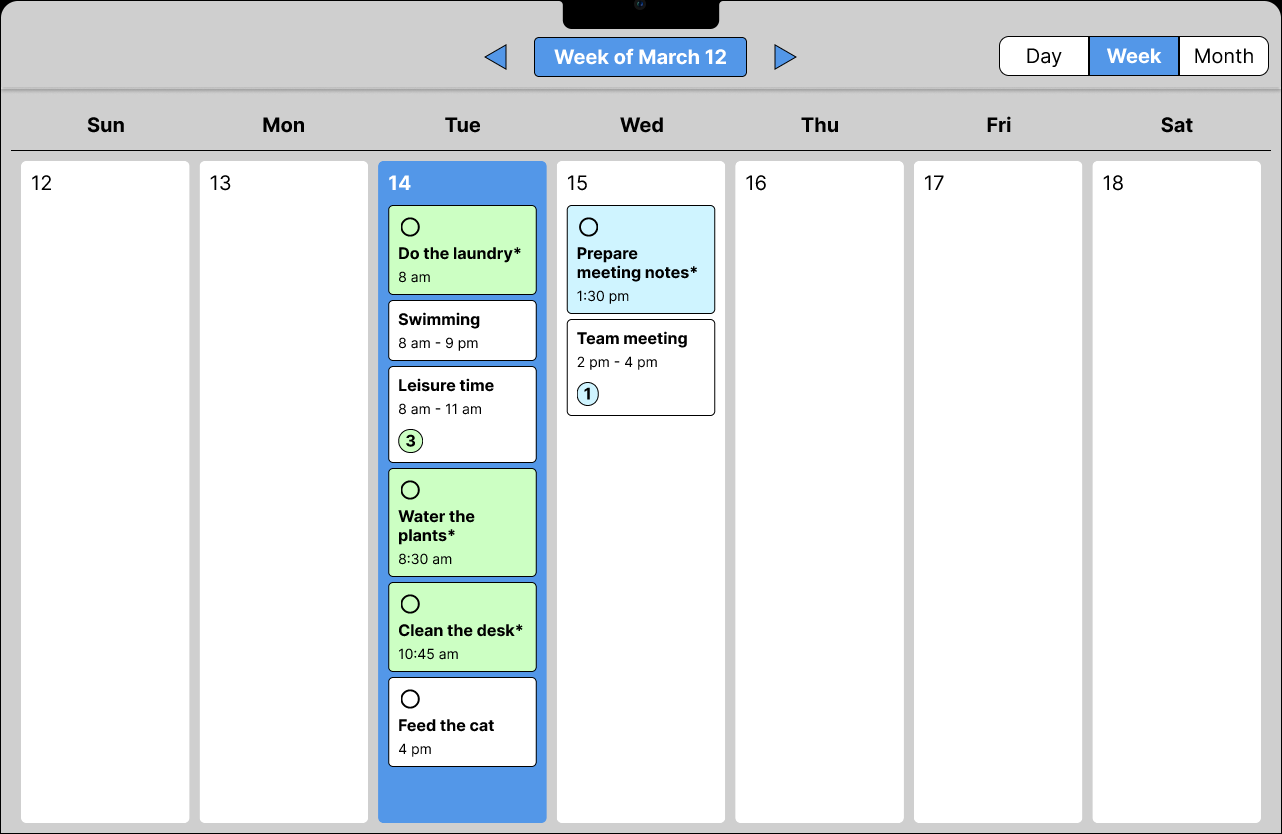 Week of March 12
Day
Week
Month
Sun
Mon
Tue
Wed
Thu
Fri
Sat
12
13
14
Do the laundry*
8 am
Swimming
8 am - 9 pm
Leisure time
8 am - 11 am
3
Water the
plants*
8:30 am
Clean the desk*
10:45 am
Feed the cat
4 pm
15
Prepare
meeting notes*
1:30 pm
Team meeting
2 pm - 4 pm
1
16
17
18